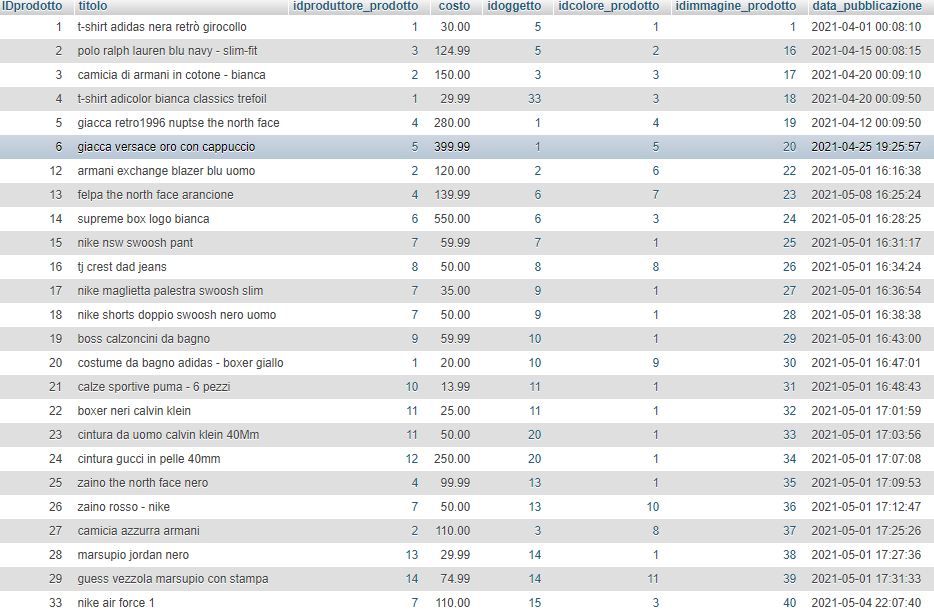 IDprodotto titolo idproduttore_prodotto costo idoggetto idcolore_prodotto idimmagine_prodotto data_pubblicazione
1 t-shirt adidas nera retrò girocollo 1 30.00 5 1 1 2021-04-01 00:08:10
2 polo ralph lauren blu navy - slim-fit 3 124.99 5 2 16 2021-04-15 00:08:15
3 camicia di armani in cotone - bianca 2 150.00 3 3 17 2021-04-20 00:09:10
4 t-shirt adicolor bianca classics trefoil 1 29.99 33 3 18 2021-04-20 00:09:50
5 giacca retro1996 nuptse the north face 4 280.00 1 4 19 2021-04-12 00:09:50
6 giacca versace oro con cappuccio 5 399.99 1 5 20 2021-04-25 19:25:57
12 armani exchange blazer blu uomo 2 120.00 2 6 22 2021-05-01 16:16:38
13 felpa the north face arancione 4 139.99 6 7 23 2021-05-08 16:25:24
14 supreme box logo bianca 6 550.00 6 3 24 2021-05-01 16:28:25
15 nike nsw swoosh pant 7 59.99 7 1 25 2021-05-01 16:31:17
16 tj crest dad jeans 8 50.00 8 8 26 2021-05-01 16:34:24
17 nike maglietta palestra swoosh slim 7 35.00 9 1 27 2021-05-01 16:36:54
18 nike shorts doppio swoosh nero uomo 7 50.00 9 1 28 2021-05-01 16:38:38
19 boss calzoncini da bagno 9 59.99 10 1 29 2021-05-01 16:43:00
20 costume da bagno adidas - boxer giallo 1 20.00 10 9 30 2021-05-01 16:47:01
21 calze sportive puma - 6 pezzi 10 13.99 11 1 31 2021-05-01 16:48:43
22 boxer neri calvin klein 11 25.00 11 1 32 2021-05-01 17:01:59
23 cintura da uomo calvin klein 40Mm 11 50.00 20 1 33 2021-05-01 17:03:56
24 cintura gucci in pelle 40mm 12 250.00 20 1 34 2021-05-01 17:07:08
25 zaino the north face nero 4 99.99 13 1 35 2021-05-01 17:09:53
26 zaino rosso - nike 7 50.00 13 10 36 2021-05-01 17:12:47
27 camicia azzurra armani 2 110.00 3 8 37 2021-05-01 17:25:26
28 marsupio jordan nero 13 29.99 14 1 38 2021-05-01 17:27:36
29 guess vezzola marsupio con stampa 14 74.99 14 11 39 2021-05-01 17:31:33
33 nike air force 1 7 110.00 15 3 40 2021-05-04 22:07:40